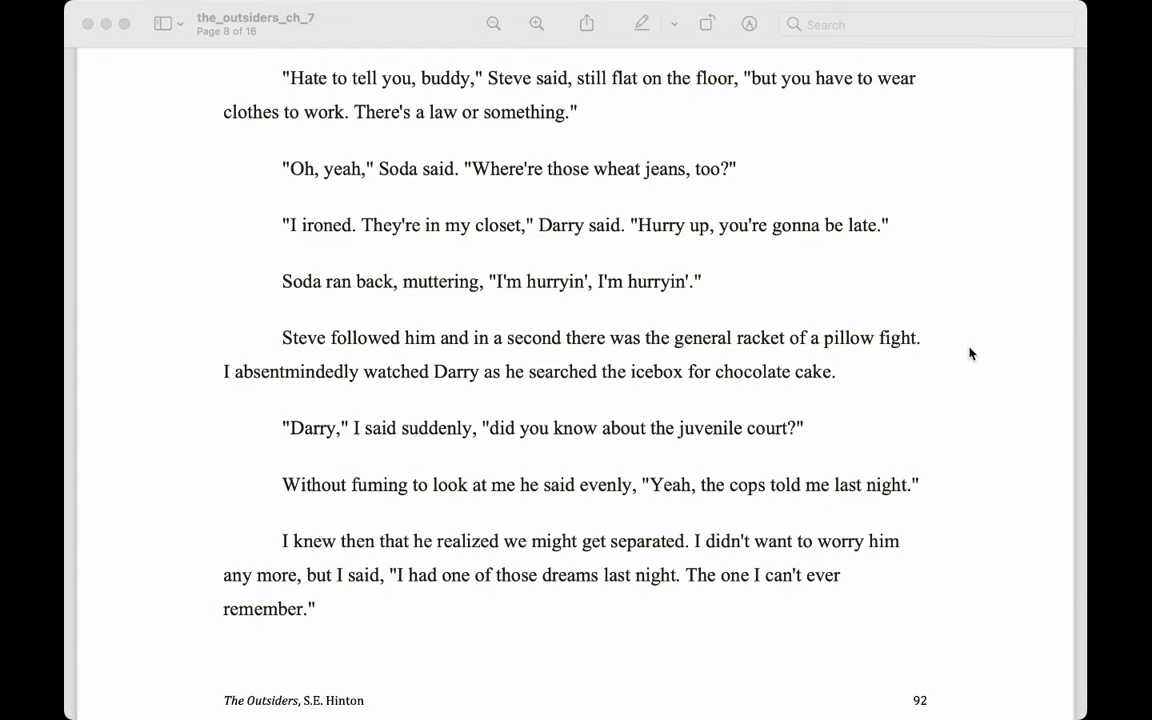 the_outsiders_ch_7
Page 8 of 16
Search
"Hate to tell you, buddy," Steve said, still flat on the floor, "but you have to wear
clothes to work. There's a law or something."
"Oh, yeah," Soda said. "Where're those wheat jeans, too?"
"I ironed. They're in my closet," Darry said. "Hurry up, you're gonna be late."
Soda ran back, muttering, "I'm hurryin', I'm hurryin'."
Steve followed him and in a second there was the general racket of a pillow fight.
I absentmindedly watched Darry as he searched the icebox for chocolate cake.
"Darry," I said suddenly, "did you know about the juvenile court?"
Without fuming to look at me he said evenly, "Yeah, the cops told me last night."
I knew then that he realized we might get separated. I didn't want to worry him
any more, but I said, "I had one of those dreams last night. The one I can't ever
remember."
The Outsiders, S.E. Hinton 92